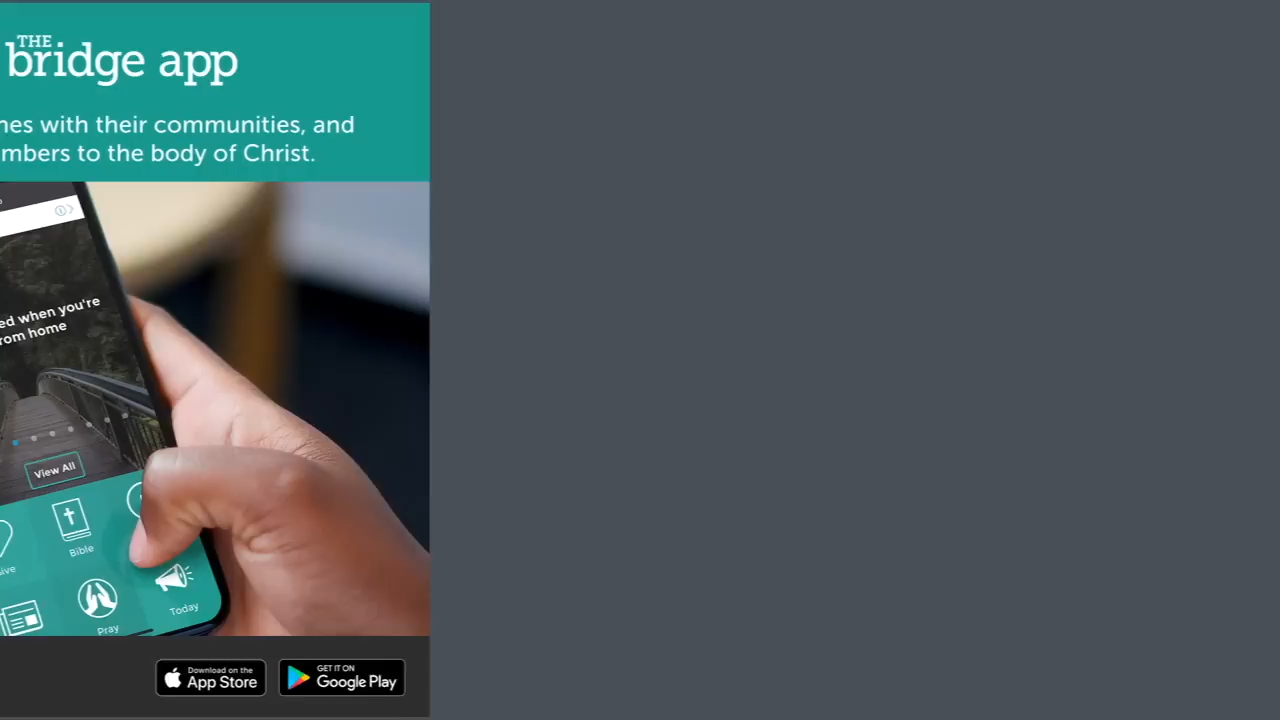 THE
bridge app
nes with their communities, and
mbers to the body of Christ.
ed when you're
rom home
View All
Bible
ive
Today
Pray
Download on the
App Store
GET IT ON
Google Play